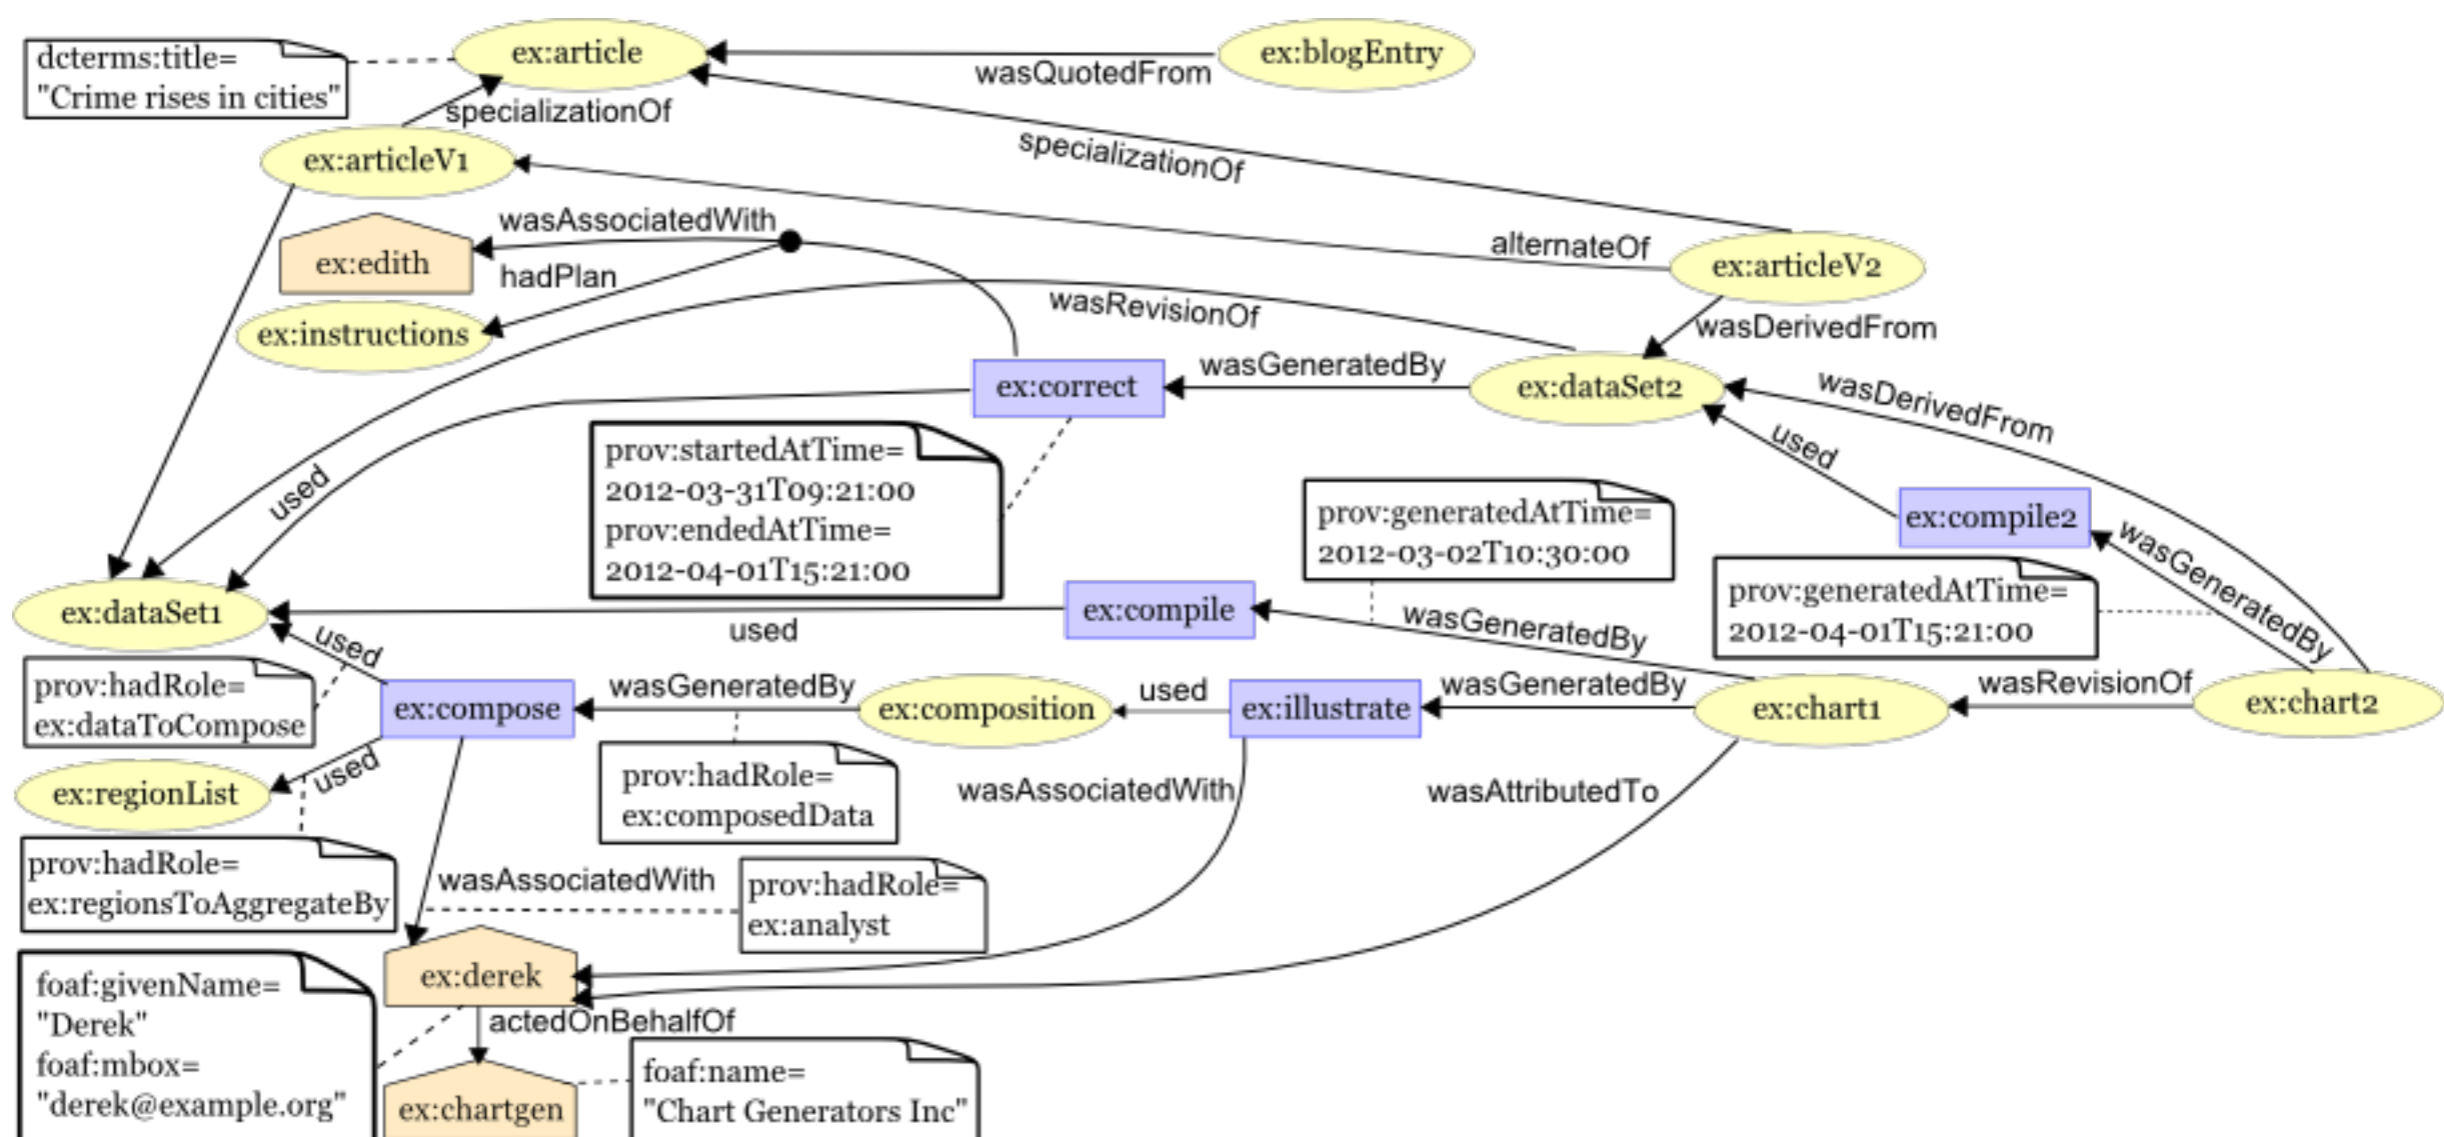 dcterms:title=
"Crime rises in cities"
ex:article
ex:blogEntry
wasQuotedFrom
specializationOf
ex:articleV1
specializationOf
wasAssociatedWith
ex:edith
hadPlan
alternateOf
ex:articleV2
ex:instructions
wasRevisionOf
wasDerivedFrom
wasGeneratedBy
ex:correct
ex:dataSet2
wasDerivedFrom
used
used
prov:startedAtTime=
2012-03-31T09:21:00
prov:endedAtTime=
2012-04-01T15:21:00
prov:generatedAtTime=
2012-03-02T10:30:00
ex:compile2
wasGeneratedBy
prov:generatedAtTime=
2012-04-01T15:21:00
ex:dataSet1
used
ex:compile
wasGeneratedBy
used
prov:hadRole=
ex:dataToCompose
ex:compose
wasGeneratedBy
ex:composition
used
ex:illustrate
wasGeneratedBy
ex:chart1
wasRevisionOf
ex:chart2
used
ex:regionList
prov:hadRole=
ex:composedData
wasAssociatedWith
wasAttributedTo
prov:hadRole=
ex:regionsToAggregateBy
wasAssociatedWith
prov:hadRole=
ex:analyst
ex:derek
foaf:givenName=
"Derek"
foaf:mbox=
"derek@example.org"
actedOnBehalfOf
ex:chartgen
foaf:name=
"Chart Generators Inc"